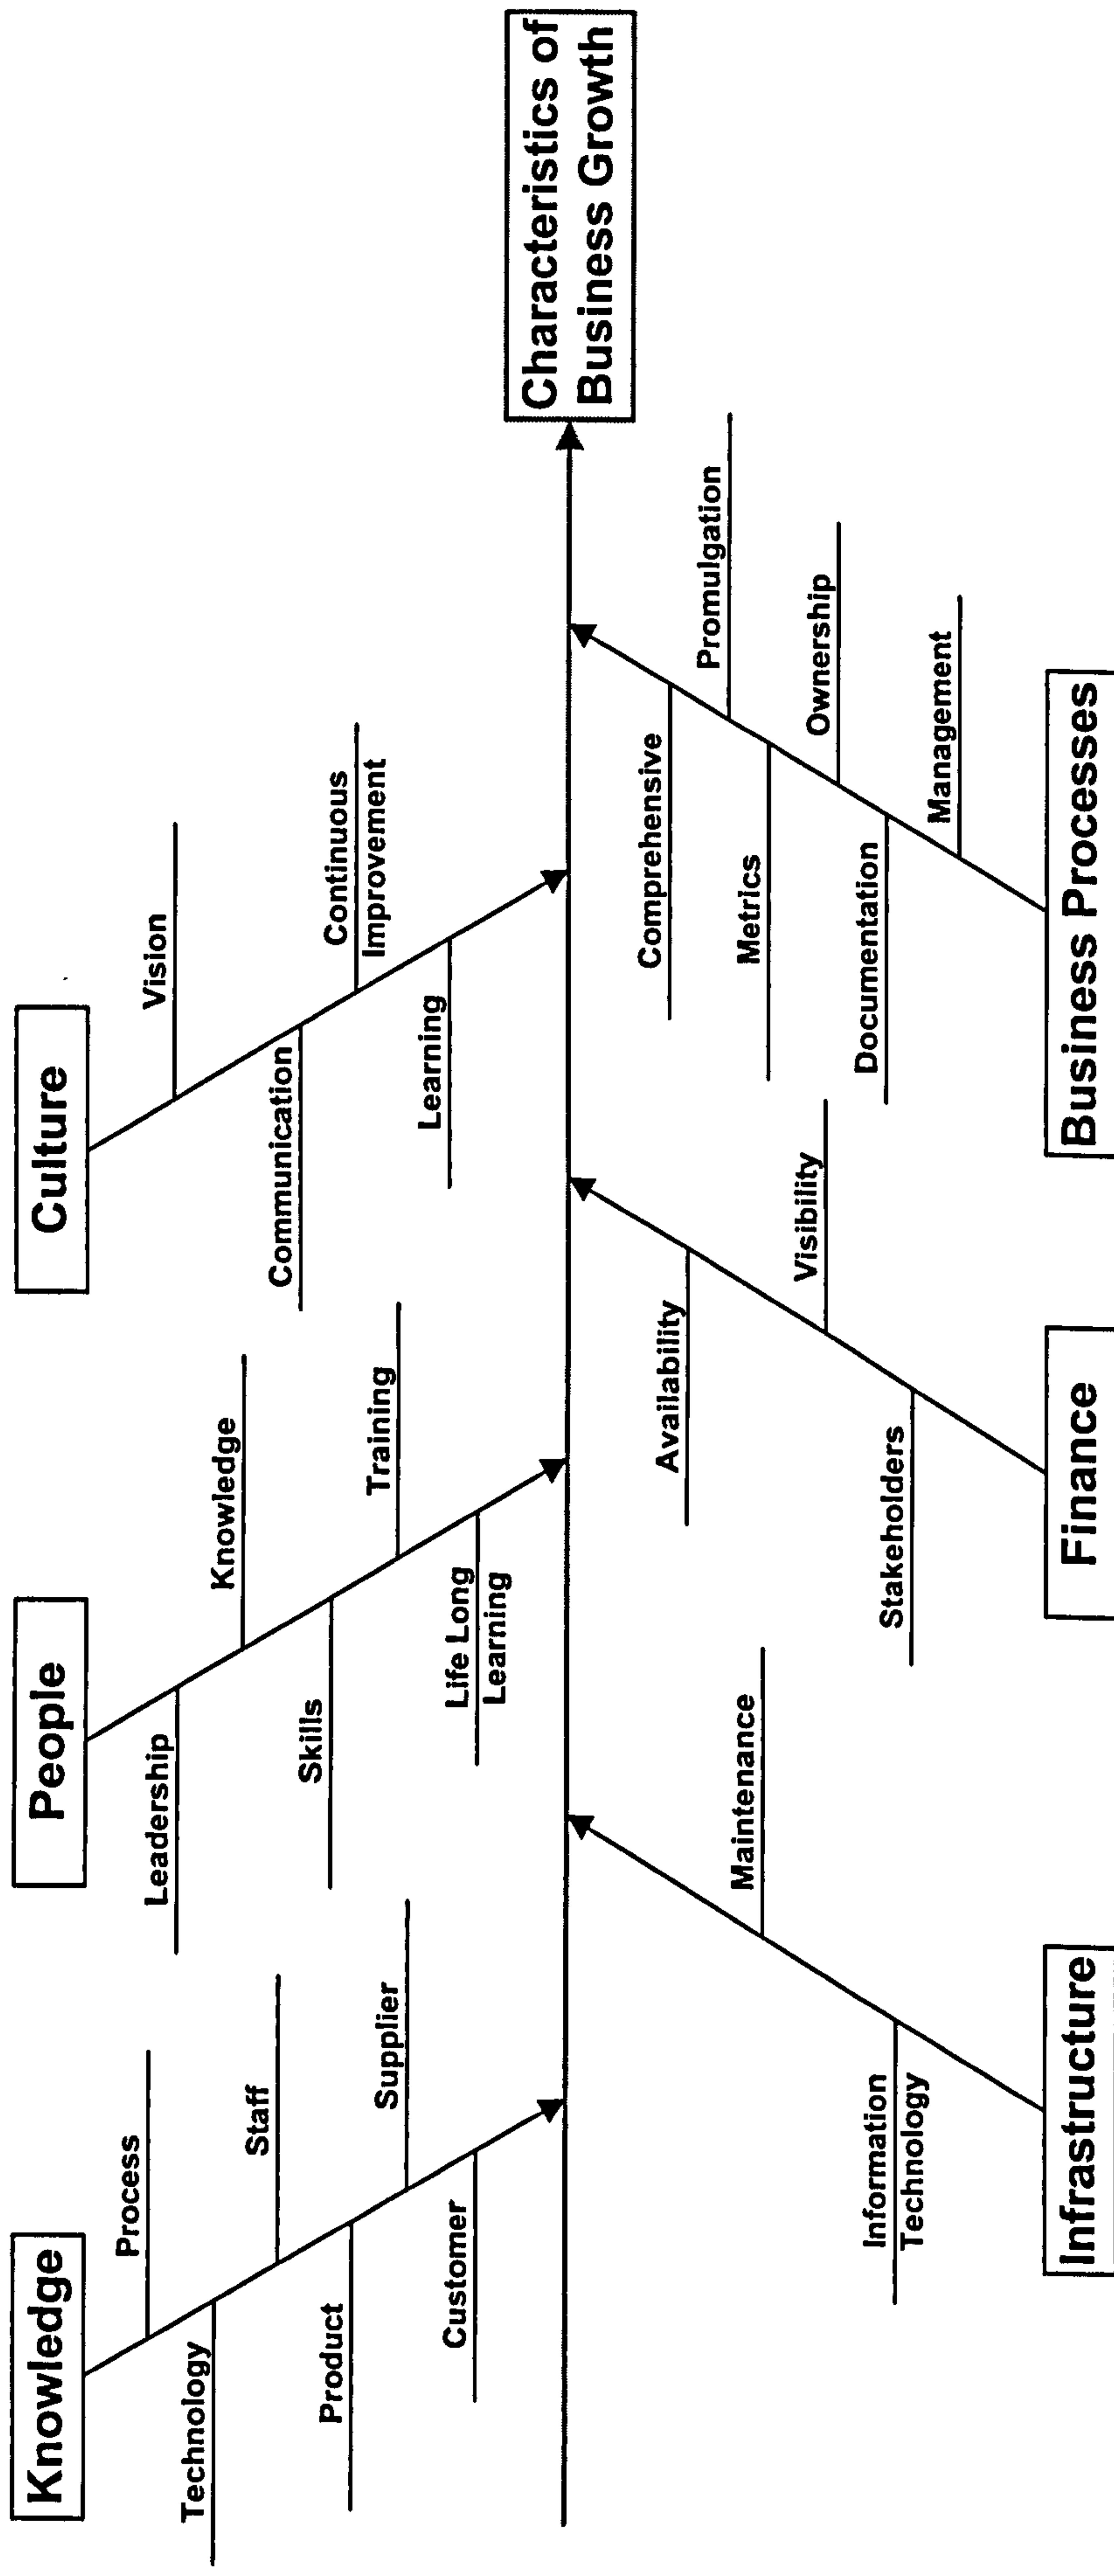 Knowledge
Process
Technology
Staff
Product
Supplier
Customer
People
Leadership
Knowledge
Skills
Training
Life Long
Learning
Culture
Vision
Communication
Continuous
Improvement
Learning
Characteristics of
Business Growth
Infrastructure
Maintenance
Information
Technology
Finance
Availability
Visibility
Stakeholders
Business Processes
Comprehensive
Promulgation
Metrics
Ownership
Documentation
Management